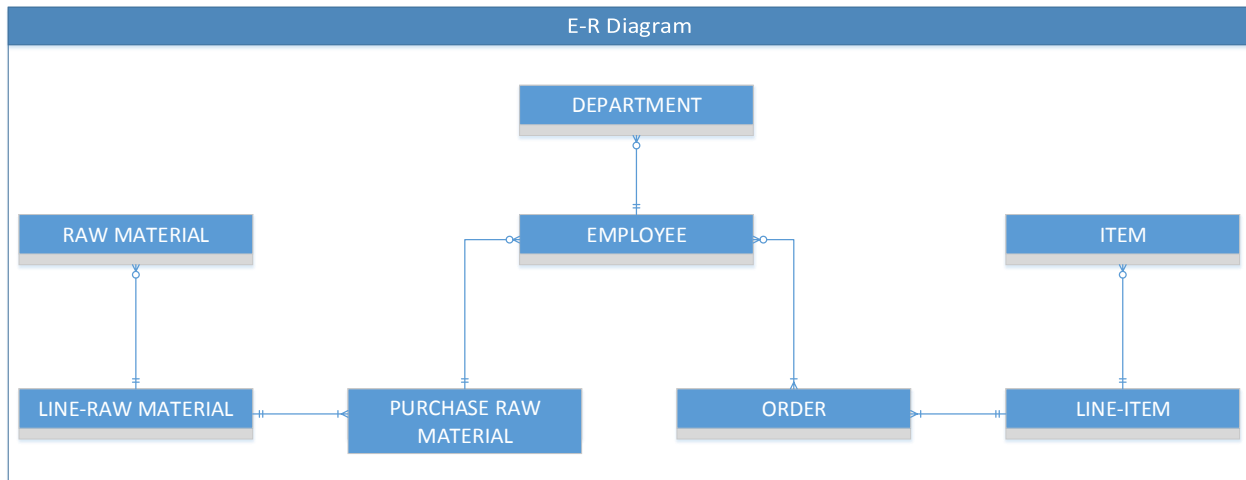 E-R Diagram
DEPARTMENT
RAW MATERIAL
EMPLOYEE
ITEM
LINE-RAW MATERIAL
PURCHASE RAW
MATERIAL
ORDER
LINE-ITEM